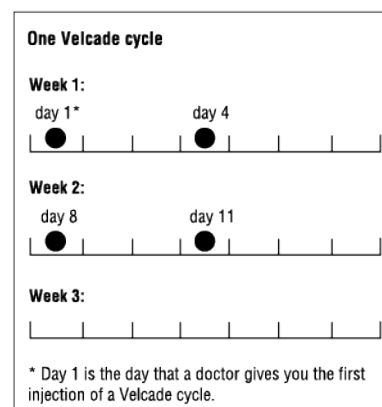 One Velcade cycle
Week 1:
day 1* day 4
Week 2:
day 8 day 11
Week 3:
* Day 1 is the day that a doctor gives you the first
injection of a Velcade cycle.